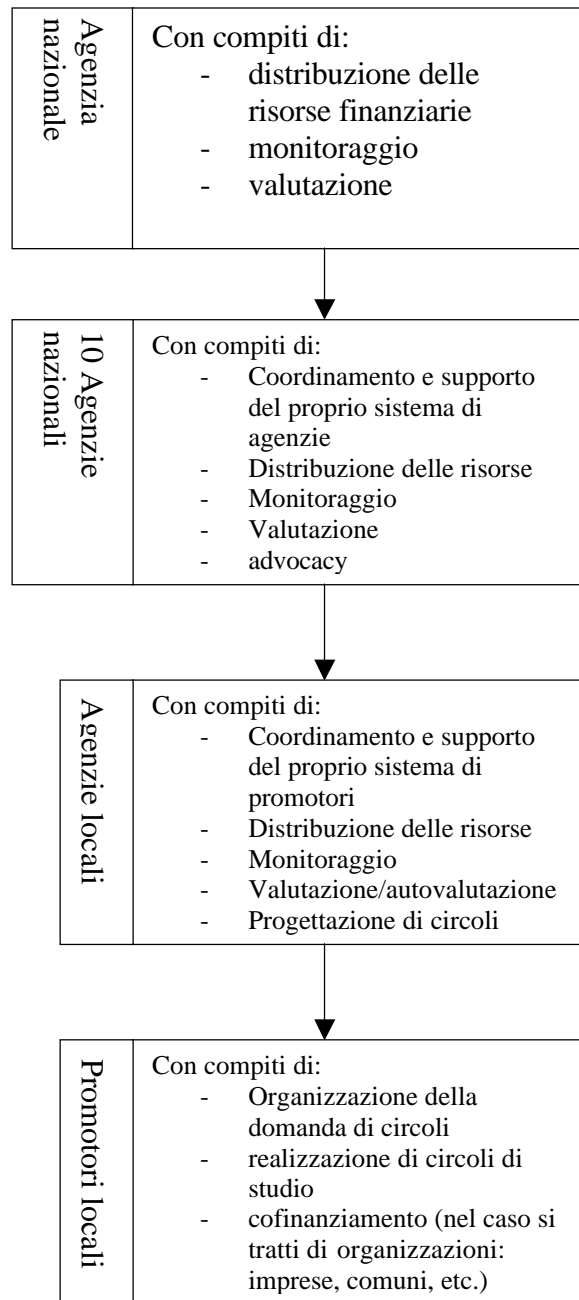 Agenzia
nazionale
Con compiti di:
- distribuzione delle
risorse finanziarie
- monitoraggio
- valutazione
10 Agenzie
nazionali
Con compiti di:
- Coordinamento e supporto
del proprio sistema di
agenzie
- Distribuzione delle risorse
- Monitoraggio
- Valutazione
- advocacy
Agenzie locali
Con compiti di:
- Coordinamento e supporto
del proprio sistema di
promotori
- Distribuzione delle risorse
- Monitoraggio
- Valutazione/autovalutazione
- Progettazione di circoli
Promotori locali
Con compiti di:
- Organizzazione della
domanda di circoli
- realizzazione di circoli di
studio
- cofinanziamento (nel caso si
tratti di organizzazioni:
imprese, comuni, etc.)